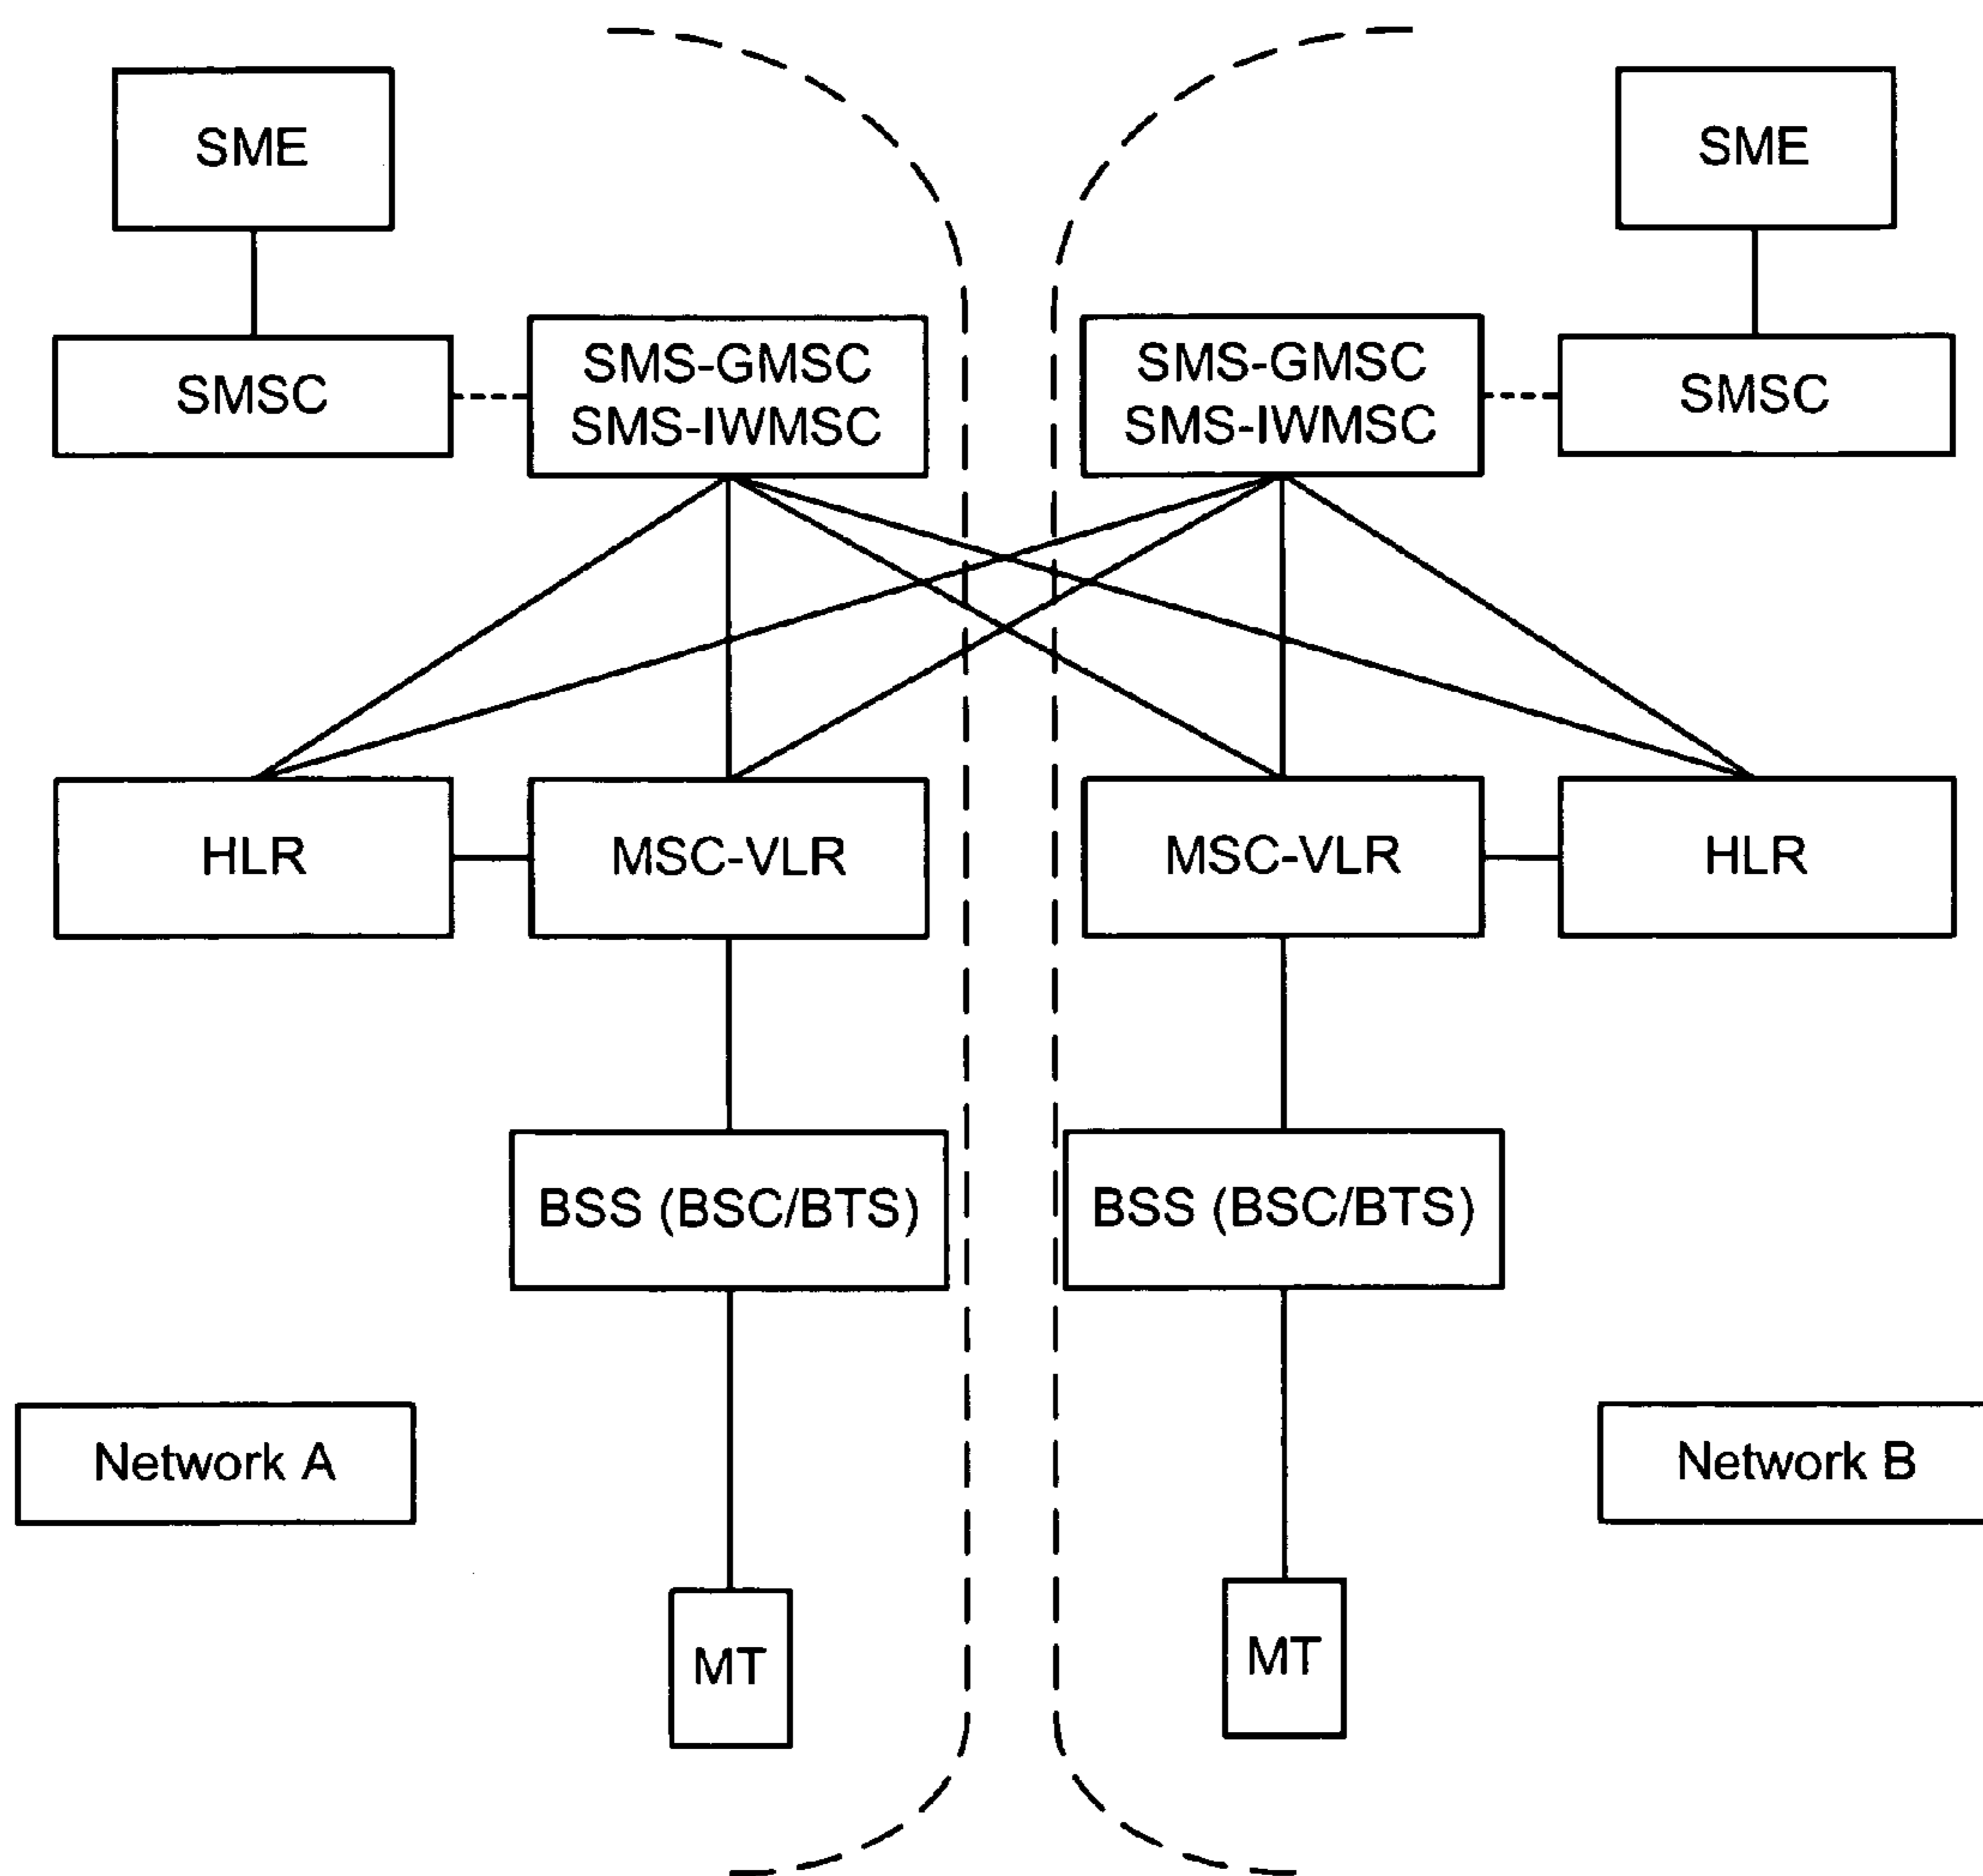 SME
SME
SMS-GMSC
SMS-IWMSC
SMS-GMSC
SMS-IWMSC
SMSC
SMSC
HLR
MSC-VLR
MSC-VLR
HLR
BSS (BSC/BTS)
BSS (BSC/BTS)
Network A
Network B
MT
MT